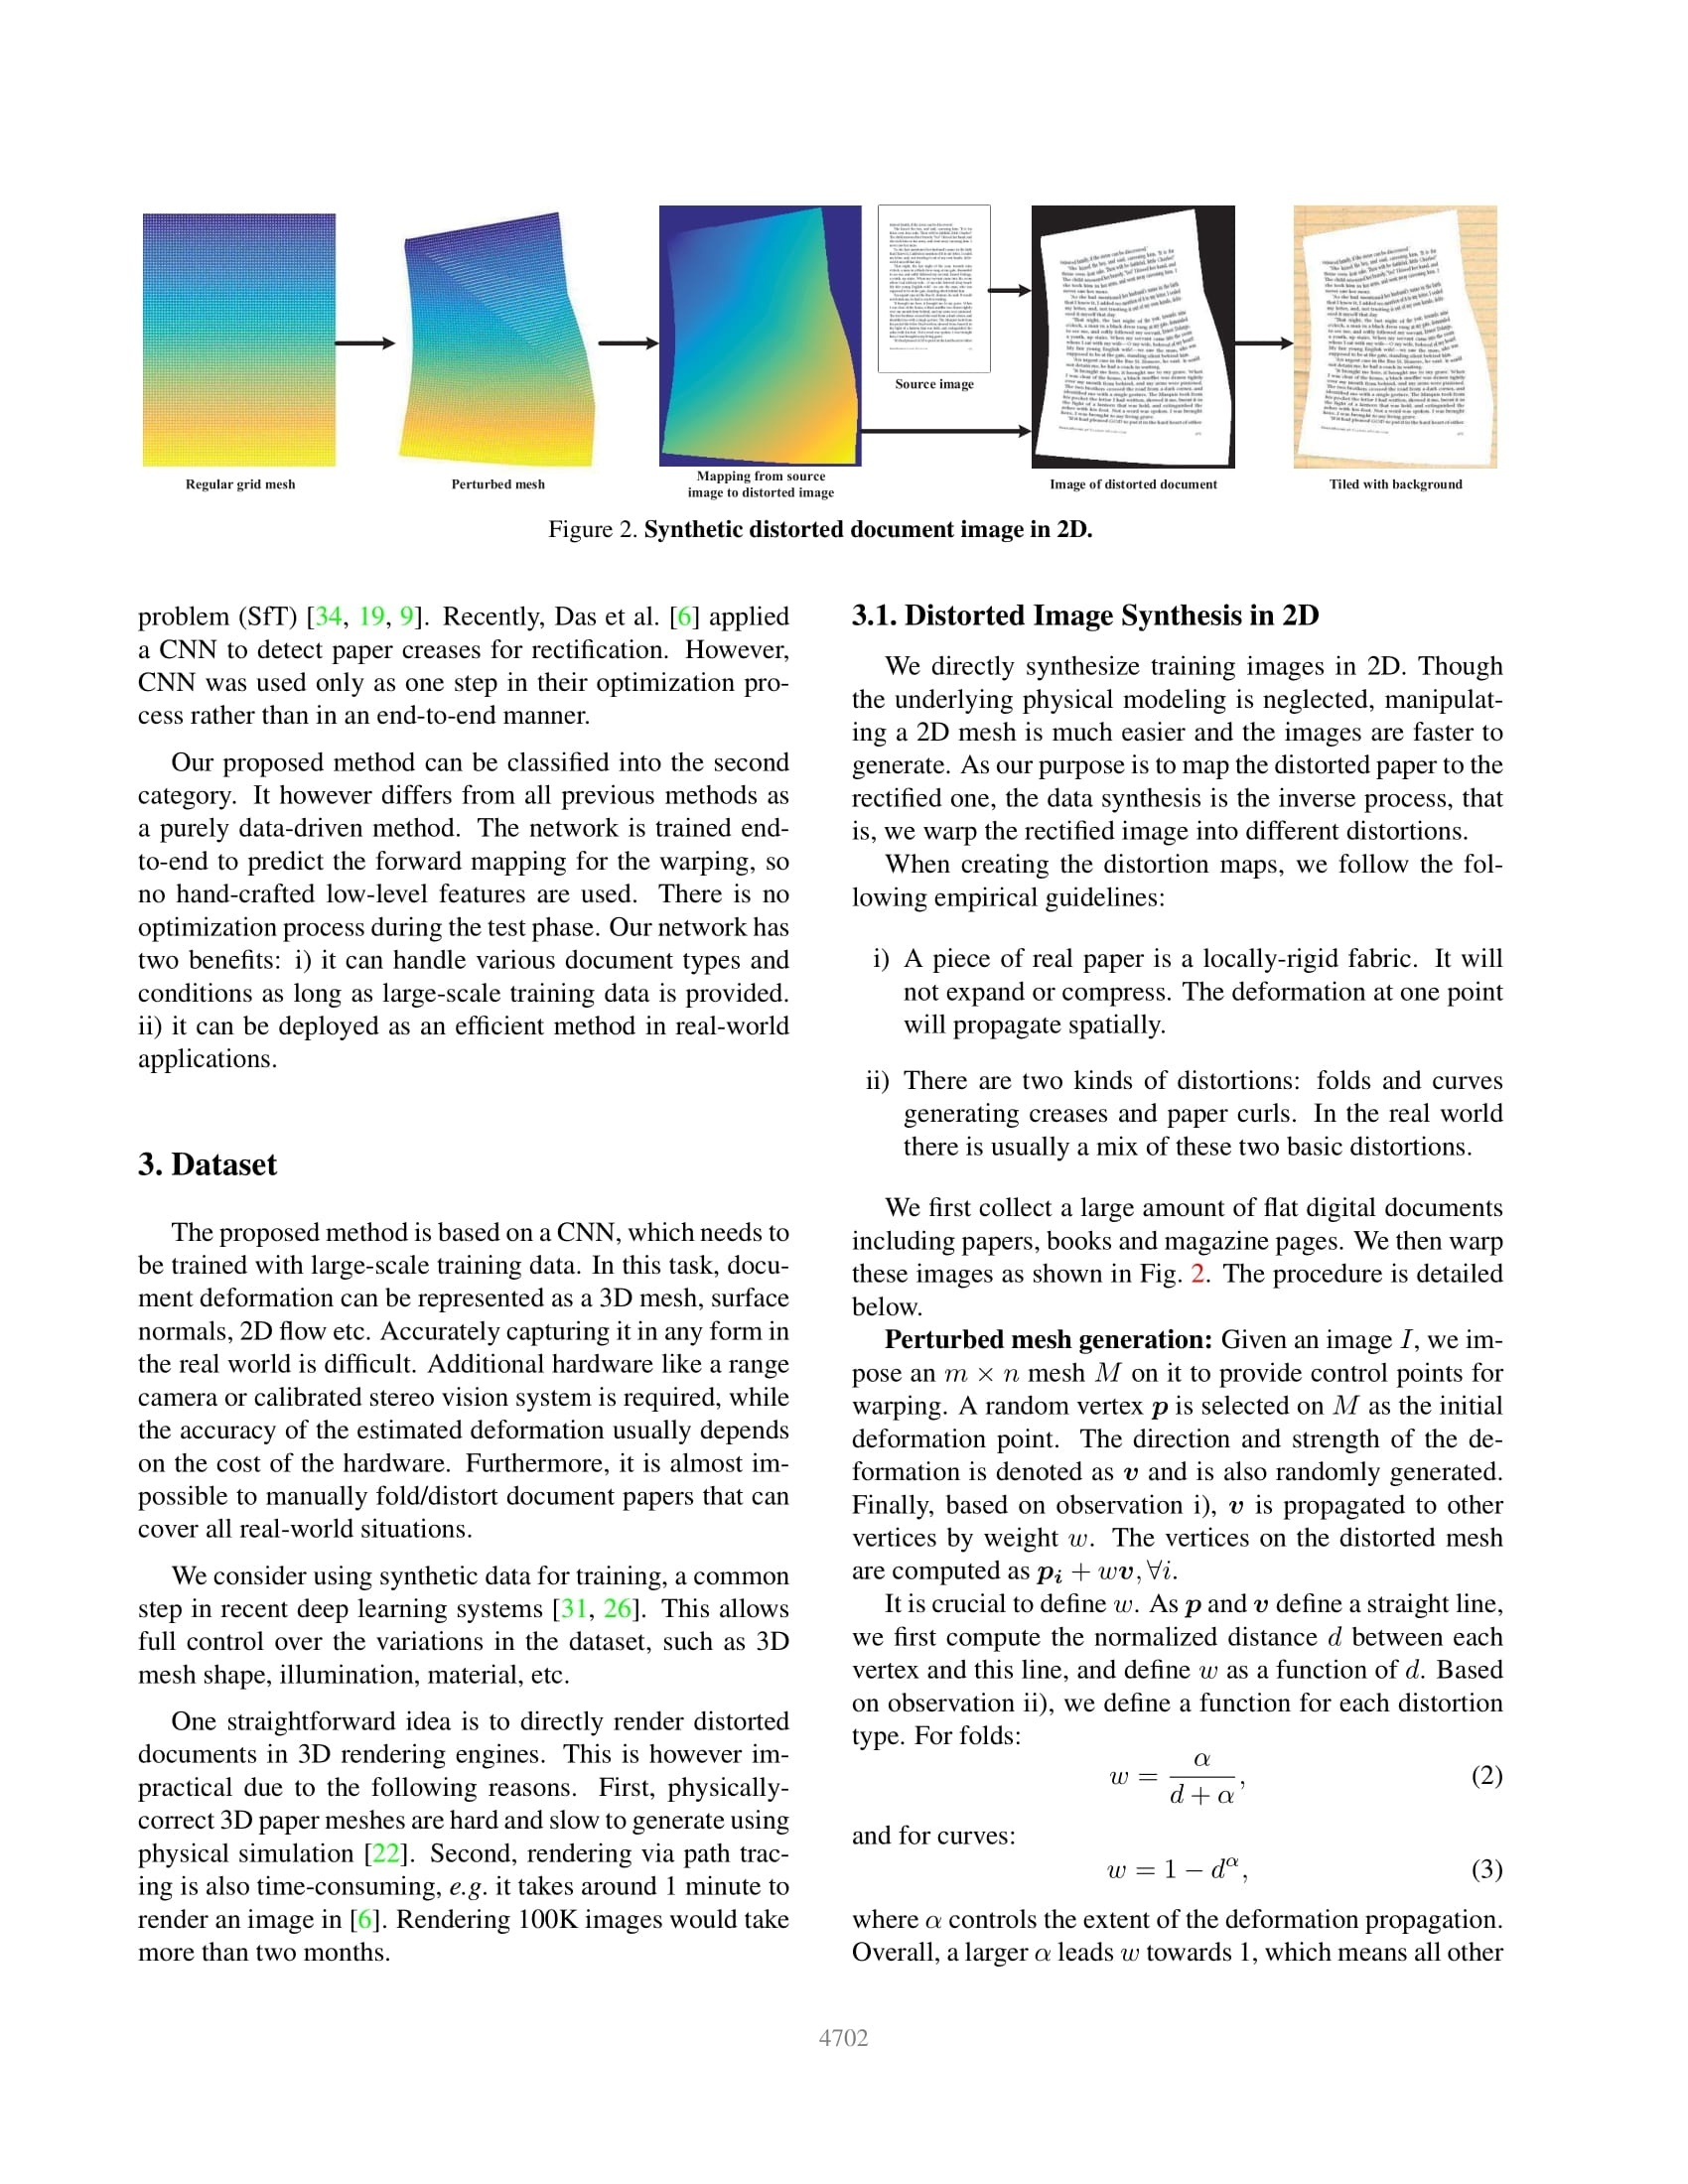 Source image
Regular grid mesh
Perturbed mesh
Mapping from source
image to distorted image
Image of distorted document
Tiled with background
Figure 2. Synthetic distorted document image in 2D.
problem (SfT) [34, 19, 9]. Recently, Das et al. [6] applied
a CNN to detect paper creases for rectification. However,
CNN was used only as one step in their optimization pro-
cess rather than in an end-to-end manner.
Our proposed method can be classified into the second
category. It however differs from all previous methods as
a purely data-driven method. The network is trained end-
to-end to predict the forward mapping for the warping, so
no hand-crafted low-level features are used. There is no
optimization process during the test phase. Our network has
two benefits: i) it can handle various document types and
conditions as long as large-scale training data is provided.
ii) it can be deployed as an efficient method in real-world
applications.
3. Dataset
The proposed method is based on a CNN, which needs to
be trained with large-scale training data. In this task, docu-
ment deformation can be represented as a 3D mesh, surface
normals, 2D flow etc. Accurately capturing it in any form in
the real world is difficult. Additional hardware like a range
camera or calibrated stereo vision system is required, while
the accuracy of the estimated deformation usually depends
on the cost of the hardware. Furthermore, it is almost im-
possible to manually fold/distort document papers that can
cover all real-world situations.
We consider using synthetic data for training, a common
step in recent deep learning systems [31, 26]. This allows
full control over the variations in the dataset, such as 3D
mesh shape, illumination, material, etc.
One straightforward idea is to directly render distorted
documents in 3D rendering engines. This is however im-
practical due to the following reasons. First, physically-
correct 3D paper meshes are hard and slow to generate using
physical simulation [22]. Second, rendering via path trac-
ing is also time-consuming, e.g. it takes around 1 minute to
render an image in [6]. Rendering 100K images would take
more than two months.
3.1. Distorted Image Synthesis in 2D
We directly synthesize training images in 2D. Though
the underlying physical modeling is neglected, manipulat-
ing a 2D mesh is much easier and the images are faster to
generate. As our purpose is to map the distorted paper to the
rectified one, the data synthesis is the inverse process, that
is, we warp the rectified image into different distortions.
When creating the distortion maps, we follow the fol-
lowing empirical guidelines:
i) A piece of real paper is a locally-rigid fabric. It will
not expand or compress. The deformation at one point
will propagate spatially.
ii) There are two kinds of distortions: folds and curves
generating creases and paper curls. In the real world
there is usually a mix of these two basic distortions.
We first collect a large amount of flat digital documents
including papers, books and magazine pages. We then warp
these images as shown in Fig. 2. The procedure is detailed
below.
Perturbed mesh generation: Given an image I, we im-
pose an m × n mesh M on it to provide control points for
warping. A random vertex p is selected on M as the initial
deformation point. The direction and strength of the de-
formation is denoted as v and is also randomly generated.
Finally, based on observation i), v is propagated to other
vertices by weight w. The vertices on the distorted mesh
are computed as pᵢ + wv, ∀i.
It is crucial to define w. As p and v define a straight line,
we first compute the normalized distance d between each
vertex and this line, and define w as a function of d. Based
on observation ii), we define a function for each distortion
type. For folds:
w = α / (d + α), (2)
and for curves:
w = 1 − d^α, (3)
where α controls the extent of the deformation propagation.
Overall, a larger α leads w towards 1, which means all other
4702